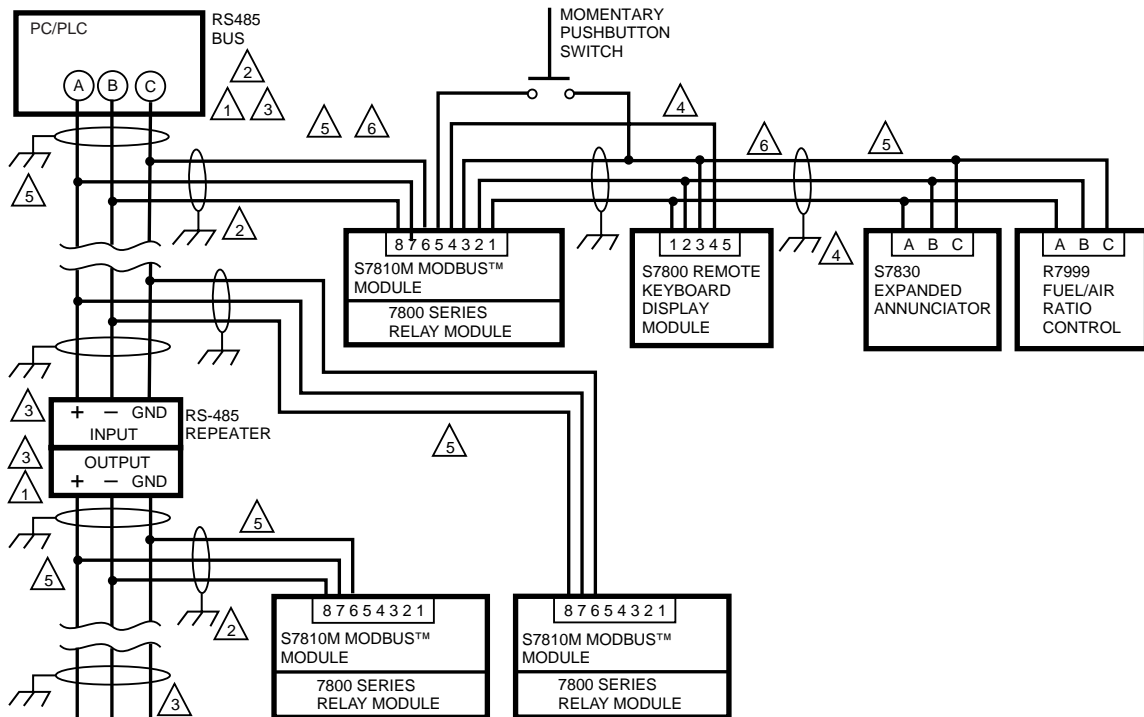 PC/PLC
A B C
RS485
BUS
2
1 3
MOMENTARY
PUSHBUTTON
SWITCH
5 6
4
6
5
5
2
4
8 7 6 5 4 3 2 1
S7810M MODBUS™
MODULE
7800 SERIES
RELAY MODULE
1 2 3 4 5
S7800 REMOTE
KEYBOARD
DISPLAY
MODULE
A B C
S7830
EXPANDED
ANNUNCIATOR
A B C
R7999
FUEL/AIR
RATIO
CONTROL
3
+ − GND
INPUT
RS-485
REPEATER
3
OUTPUT
+ − GND
1
5
5
5
2
8 7 6 5 4 3 2 1
S7810M MODBUS™
MODULE
7800 SERIES
RELAY MODULE
8 7 6 5 4 3 2 1
S7810M MODBUS™
MODULE
7800 SERIES
RELAY MODULE
3